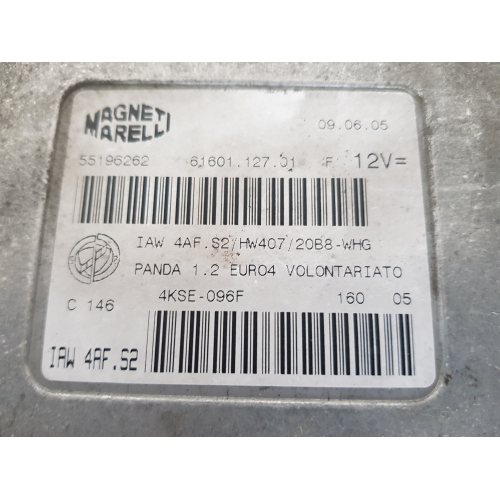 MAGNETI
MARELLI
09.06.05
55196262 61601.127.01 F 12V=
IAW 4AF.S2/HW407/20B8-WHG
PANDA 1.2 EURO4 VOLONTARIATO
C 146 4KSE-096F 160 05
IAW 4AF.S2